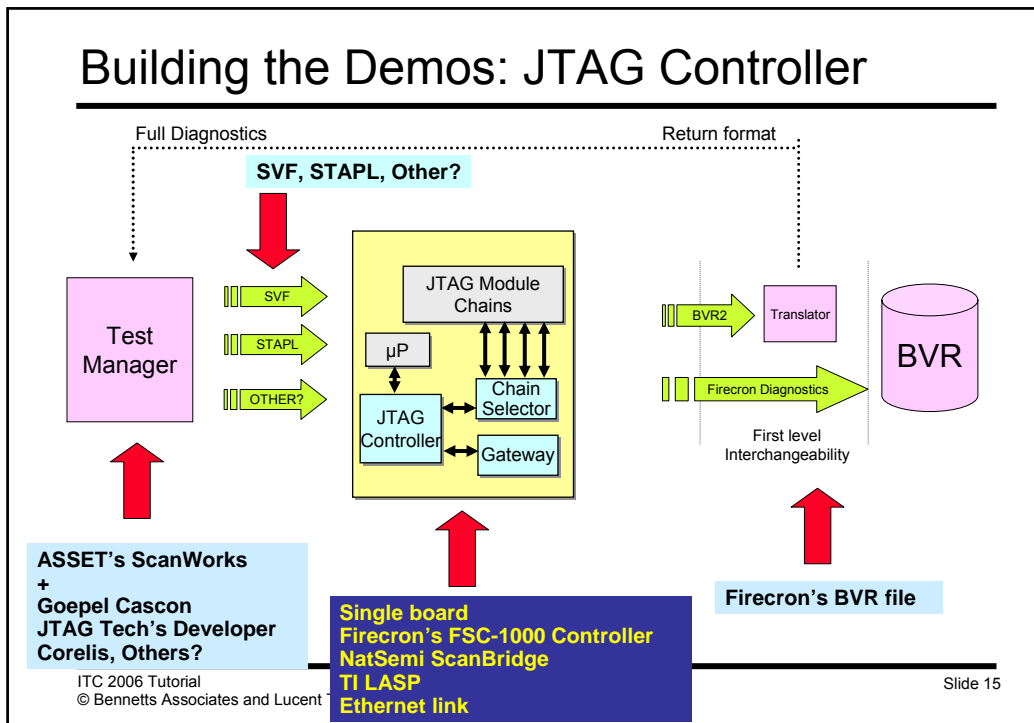 Building the Demos: JTAG Controller
Full Diagnostics
Return format
SVF, STAPL, Other?
Test
Manager
SVF
STAPL
OTHER?
JTAG Module
Chains
µP
JTAG
Controller
Chain
Selector
Gateway
BVR2
Translator
Firecron Diagnostics
BVR
First level
Interchangeability
ASSET's ScanWorks
+
Goepel Cascon
JTAG Tech's Developer
Corelis, Others?
Single board
Firecron's FSC-1000 Controller
NatSemi ScanBridge
TI LASP
Ethernet link
Firecron's BVR file
ITC 2006 Tutorial
© Bennetts Associates and Lucent
Slide 15